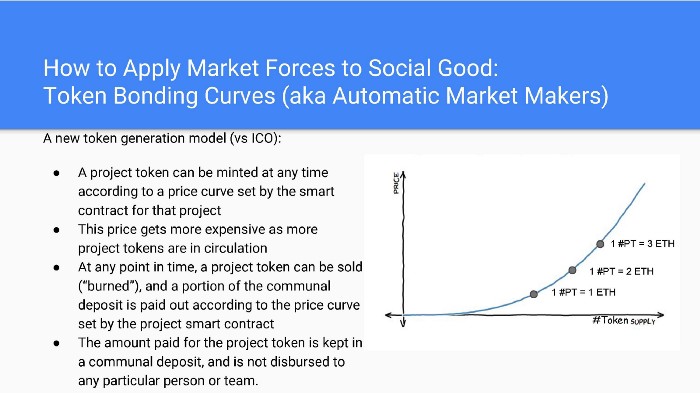 How to Apply Market Forces to Social Good:
Token Bonding Curves (aka Automatic Market Makers)
A new token generation model (vs ICO):
● A project token can be minted at any time
according to a price curve set by the smart
contract for that project
● This price gets more expensive as more
project tokens are in circulation
● At any point in time, a project token can be sold
(“burned”), and a portion of the communal
deposit is paid out according to the price curve
set by the project smart contract
● The amount paid for the project token is kept in
a communal deposit, and is not disbursed to
any particular person or team.
PRICE
1 #PT = 3 ETH
1 #PT = 2 ETH
1 #PT = 1 ETH
#Token SUPPLY